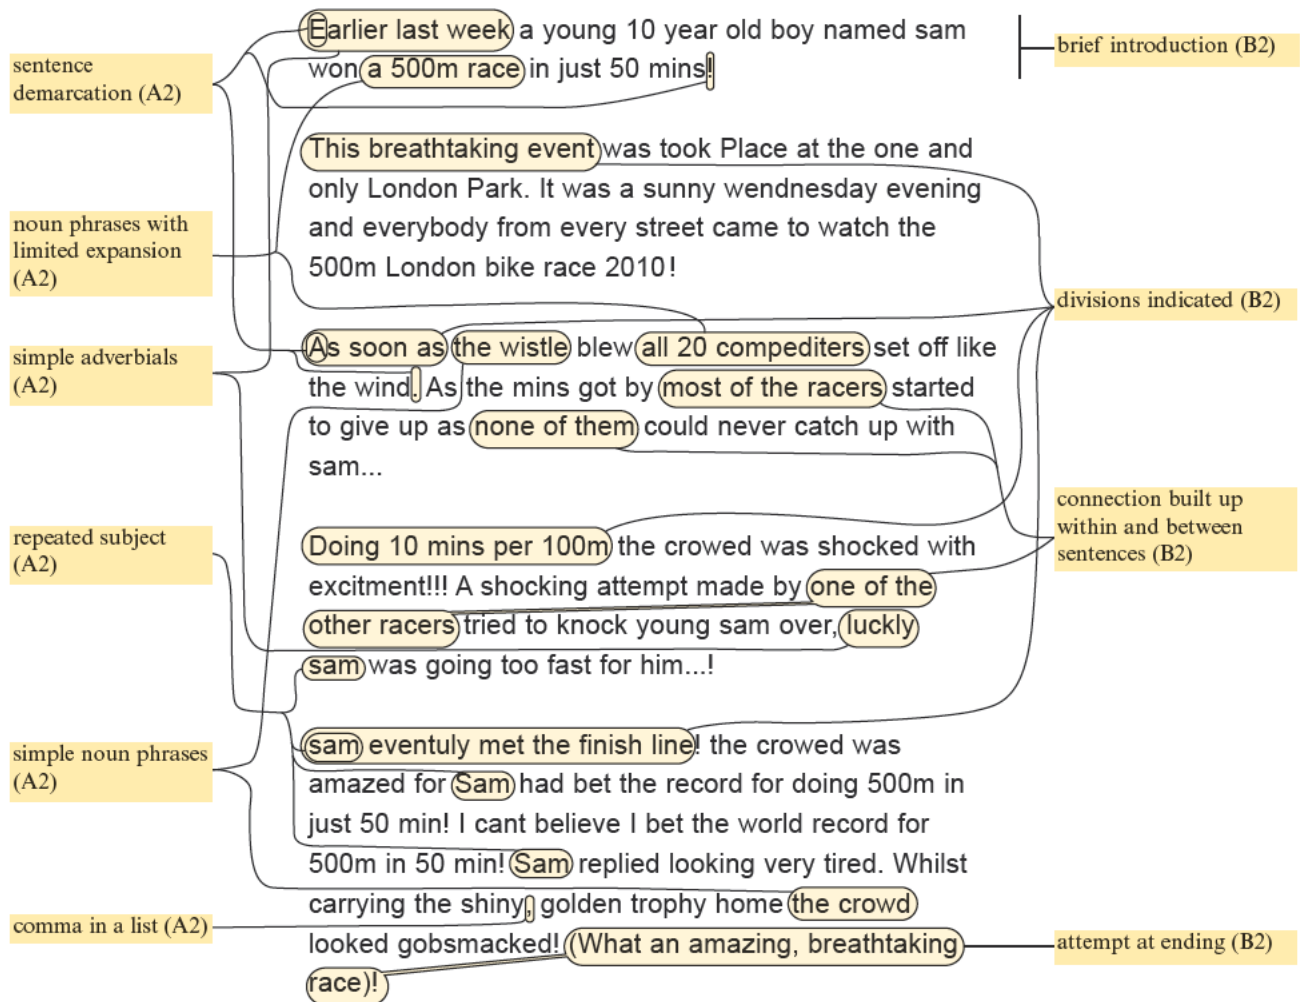 Earlier last week a young 10 year old boy named sam
won a 500m race in just 50 mins!
This breathtaking event was took Place at the one and
only London Park. It was a sunny wendnesday evening
and everybody from every street came to watch the
500m London bike race 2010!
As soon as the wistle blew all 20 compediters set off like
the wind. As the mins got by most of the racers started
to give up as none of them could never catch up with
sam...
Doing 10 mins per 100m the crowed was shocked with
excitment!!! A shocking attempt made by one of the
other racers tried to knock young sam over, luckly
sam was going too fast for him...!
sam eventuly met the finish line! the crowed was
amazed for Sam had bet the record for doing 500m in
just 50 min! I cant believe I bet the world record for
500m in 50 min! Sam replied looking very tired. Whilst
carrying the shiny, golden trophy home the crowd
looked gobsmacked! (What an amazing, breathtaking
race)!
sentence
demarcation (A2)
noun phrases with
limited expansion
(A2)
simple adverbials
(A2)
repeated subject
(A2)
simple noun phrases
(A2)
comma in a list (A2)
brief introduction (B2)
divisions indicated (B2)
connection built up
within and between
sentences (B2)
attempt at ending (B2)